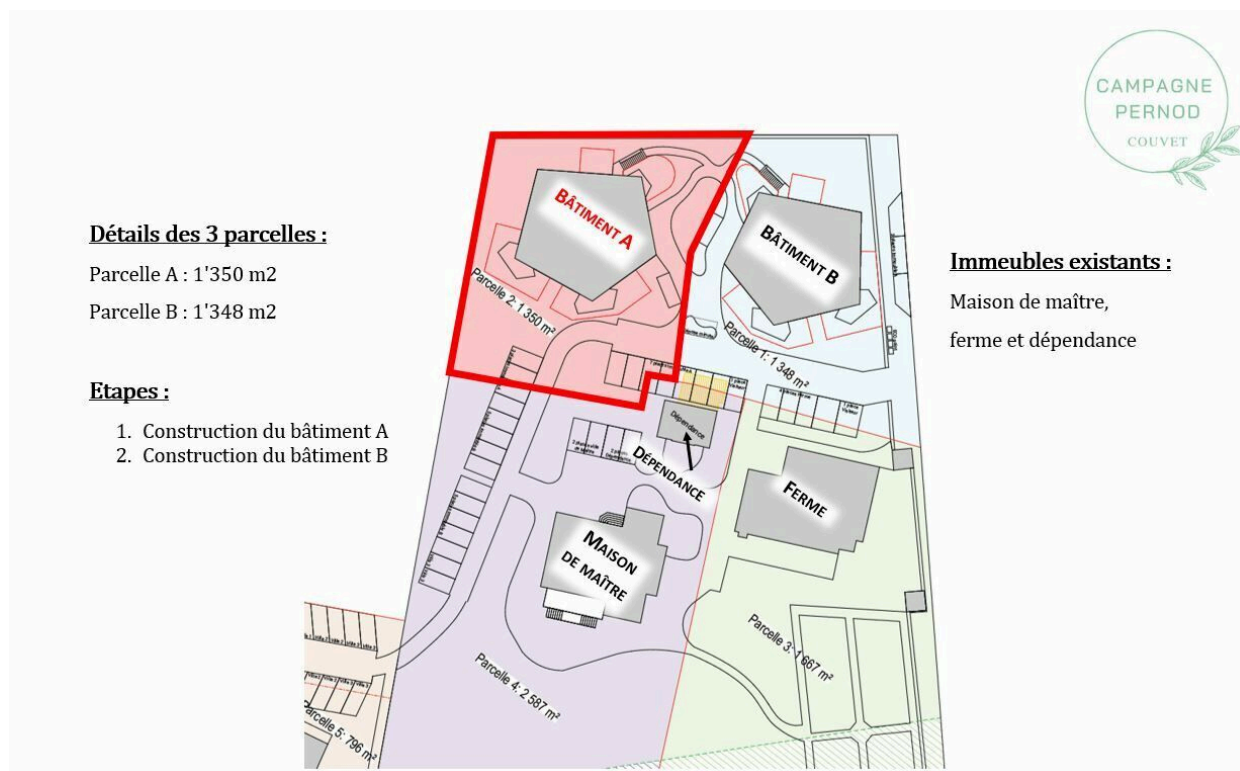 CAMPAGNE
PERNOD
COUVET
Détails des 3 parcelles :
Parcelle A : 1'350 m2
Parcelle B : 1'348 m2
Etapes :
1. Construction du bâtiment A
2. Construction du bâtiment B
Immeubles existants :
Maison de maître,
ferme et dépendance
BÂTIMENT A
BÂTIMENT B
Parcelle 2: 1 350 m²
Parcelle 1: 1 348 m²
Dépendance
DÉPENDANCE
FERME
MAISON
DE MAÎTRE
Parcelle 3: 1 667 m²
Parcelle 4: 2 587 m²
Parcelle 5: 796 m²